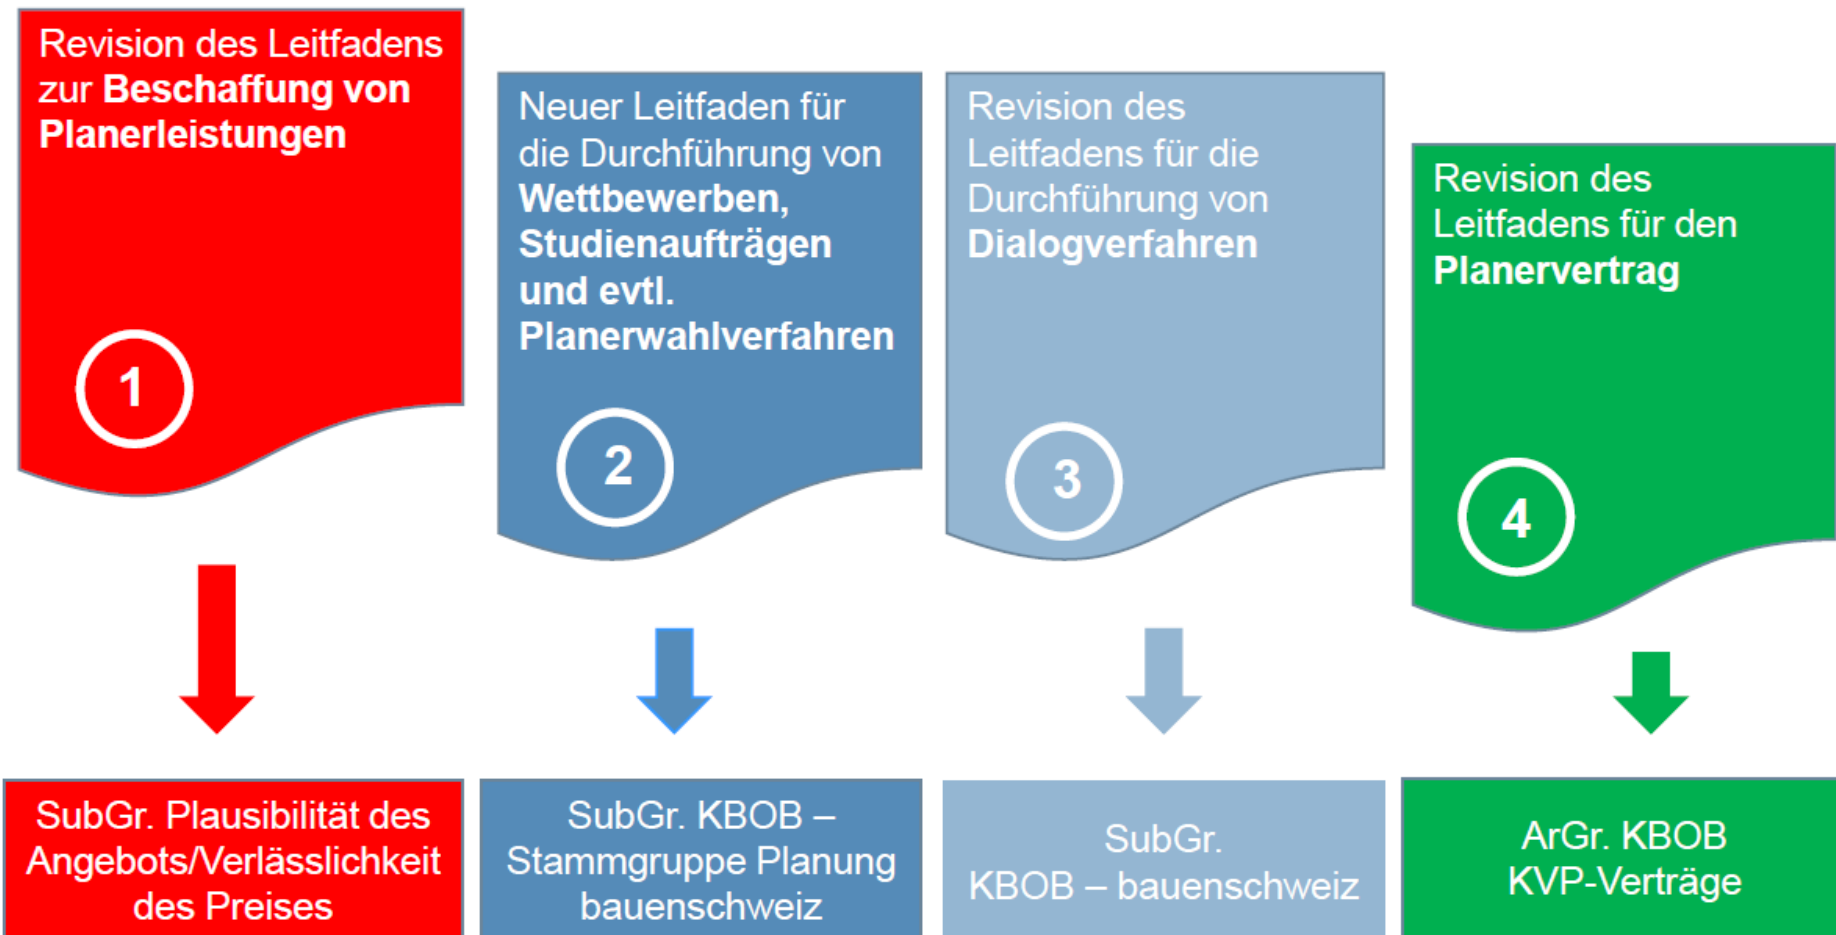 Revision des Leitfadens
zur Beschaffung von
Planerleistungen
1
Neuer Leitfaden für
die Durchführung von
Wettbewerben,
Studienaufträgen
und evtl.
Planerwahlverfahren
2
Revision des
Leitfadens für die
Durchführung von
Dialogverfahren
3
Revision des
Leitfadens für den
Planervertrag
4
SubGr. Plausibilität des
Angebots/Verlässlichkeit
des Preises
SubGr. KBOB –
Stammgruppe Planung
bauenschweiz
SubGr.
KBOB – bauenschweiz
ArGr. KBOB
KVP-Verträge